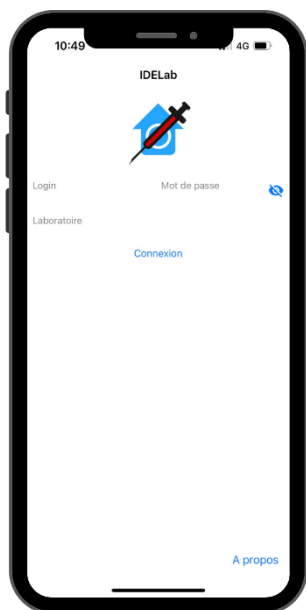 10:49 4G
IDELab
Login Mot de passe
Laboratoire
Connexion
A propos